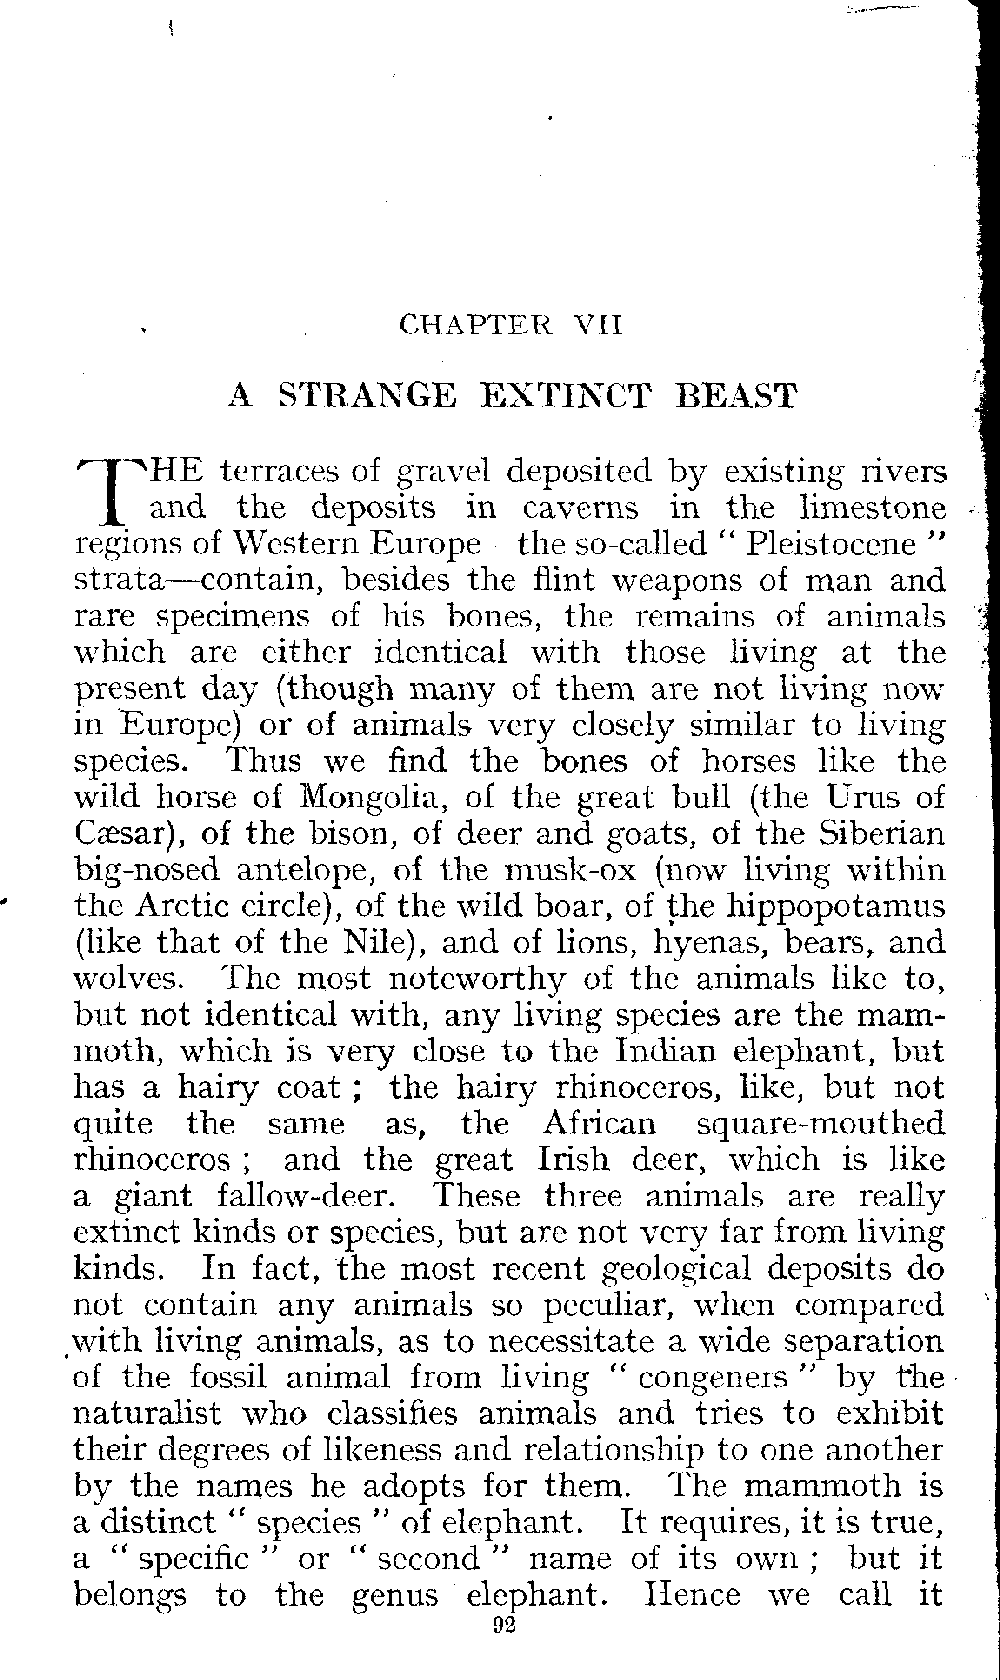 CHAPTER VII
A STRANGE EXTINCT BEAST
THE terraces of gravel deposited by existing rivers
and the deposits in caverns in the limestone
regions of Western Europe the so-called “ Pleistocene ”
strata—contain, besides the flint weapons of man and
rare specimens of his bones, the remains of animals
which are either identical with those living at the
present day (though many of them are not living now
in Europe) or of animals very closely similar to living
species. Thus we find the bones of horses like the
wild horse of Mongolia, of the great bull (the Urus of
Cæsar), of the bison, of deer and goats, of the Siberian
big-nosed antelope, of the musk-ox (now living within
the Arctic circle), of the wild boar, of the hippopotamus
(like that of the Nile), and of lions, hyenas, bears, and
wolves. The most noteworthy of the animals like to,
but not identical with, any living species are the mam-
moth, which is very close to the Indian elephant, but
has a hairy coat ; the hairy rhinoceros, like, but not
quite the same as, the African square-mouthed
rhinoceros ; and the great Irish deer, which is like
a giant fallow-deer. These three animals are really
extinct kinds or species, but are not very far from living
kinds. In fact, the most recent geological deposits do
not contain any animals so peculiar, when compared
with living animals, as to necessitate a wide separation
of the fossil animal from living “ congeners ” by the
naturalist who classifies animals and tries to exhibit
their degrees of likeness and relationship to one another
by the names he adopts for them. The mammoth is
a distinct “ species ” of elephant. It requires, it is true,
a “ specific ” or “ second ” name of its own ; but it
belongs to the genus elephant. Hence we call it
92